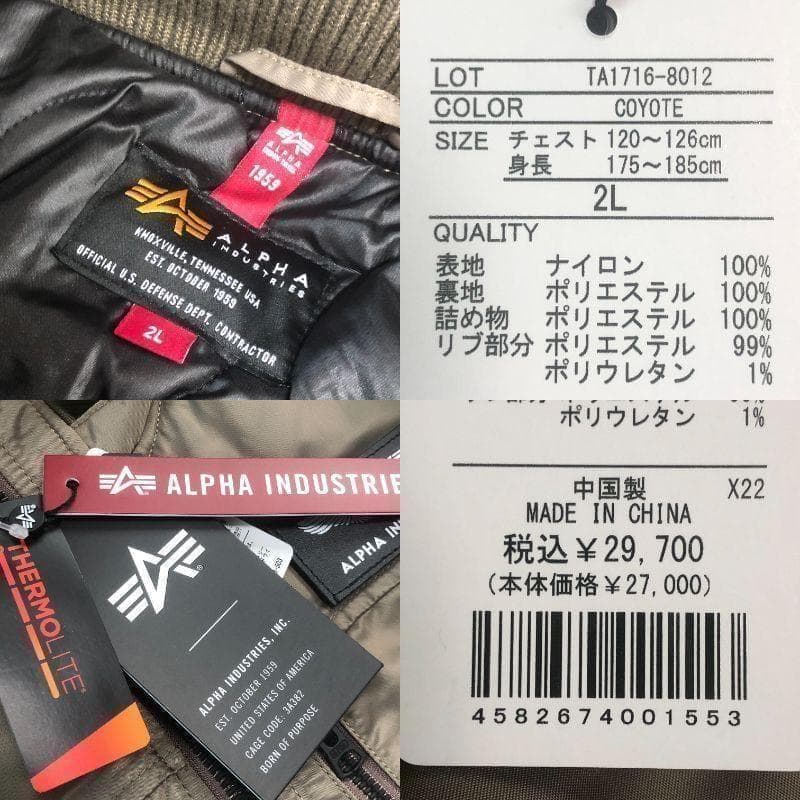 ALPHA
1959
ALPHA
INDUSTRIES
KNOXVILLE, TENNESSEE USA
EST. OCTOBER 1959
OFFICIAL U.S. DEFENSE DEPT. CONTRACTOR
2L
LOT TA1716-8012
COLOR COYOTE
SIZE チェスト 120～126cm
身長 175～185cm
2L
QUALITY
表地 ナイロン 100%
裏地 ポリエステル 100%
詰め物 ポリエステル 100%
リブ部分 ポリエステル 99%
ポリウレタン 1%
ALPHA INDUSTRIES
THERMOLITE®
ALPHA INDUSTRIES, INC.
EST. OCTOBER 1959
UNITED STATES OF AMERICA
CAGE CODE: 3A382
BORN OF PURPOSE
ALPHA INDUS
ポリウレタン 1%
中国製 X22
MADE IN CHINA
税込￥29,700
(本体価格￥27,000)
4582674001553